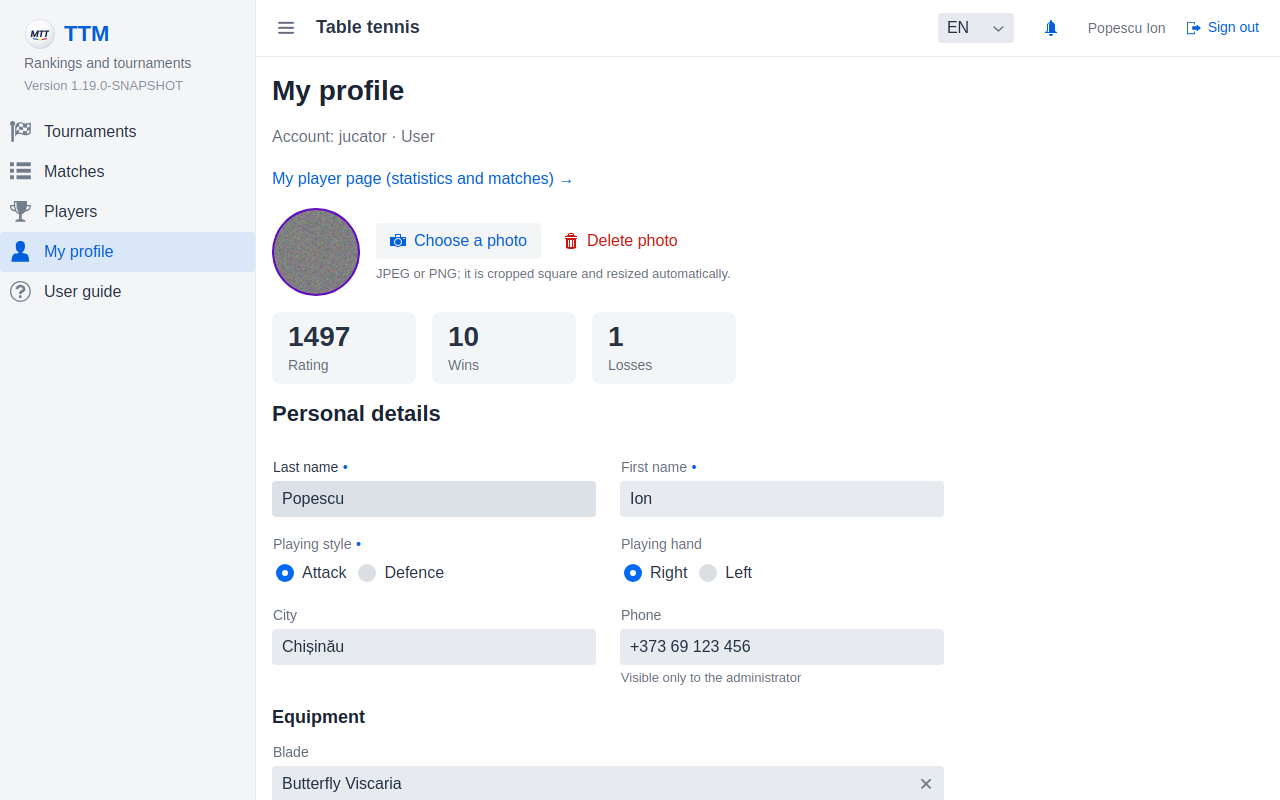 MTT
TTM
Rankings and tournaments
Version 1.19.0-SNAPSHOT
Tournaments
Matches
Players
My profile
User guide
Table tennis
EN
Popescu Ion
Sign out
My profile
Account: jucator · User
My player page (statistics and matches) →
Choose a photo
Delete photo
JPEG or PNG; it is cropped square and resized automatically.
1497
Rating
10
Wins
1
Losses
Personal details
Last name •
First name •
Popescu
Ion
Playing style •
Playing hand
Attack
Defence
Right
Left
City
Phone
Chișinău
+373 69 123 456
Visible only to the administrator
Equipment
Blade
Butterfly Viscaria